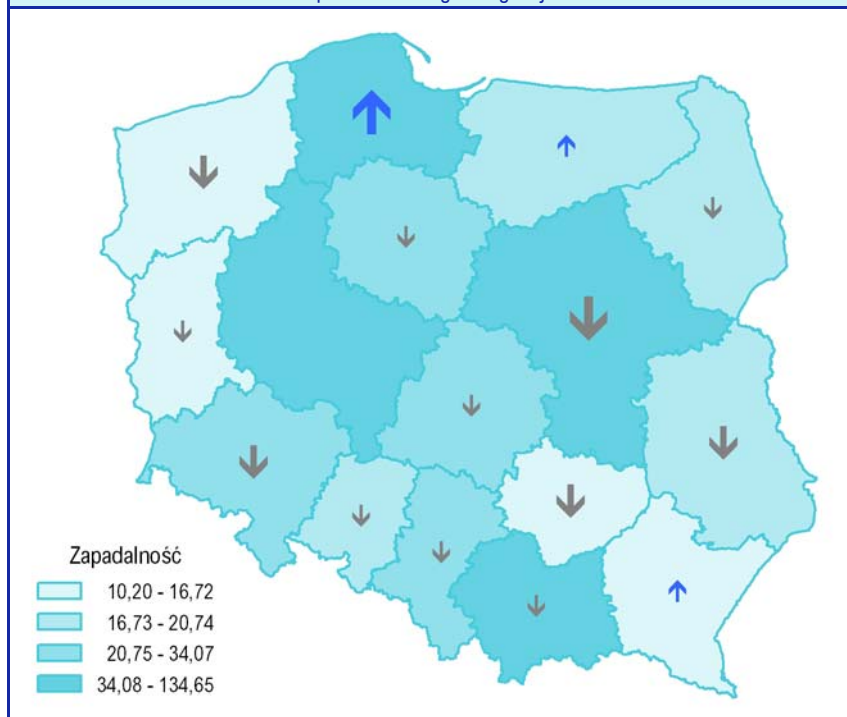 Zapadalność
10,20 - 16,72
16,73 - 20,74
20,75 - 34,07
34,08 - 134,65